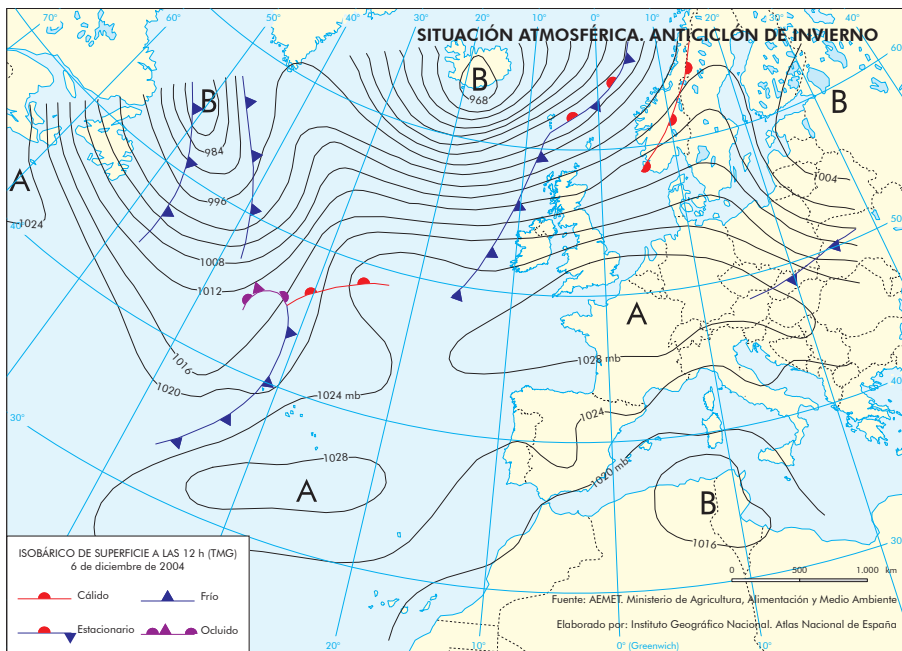 70° 60° 50° 40° 30° 20° 10° 0° 10° 20° 30° 40°
SITUACIÓN ATMOSFÉRICA. ANTICICLÓN DE INVIERNO
60°
B
B
968
B
984
A
1004
996
1024
40°
50°
1008
1012
A
1016
1028 mb
1020
1024 mb
40°
1024
30°
1028
1020 mb
A
B
1016
30°
ISOBÁRICO DE SUPERFICIE A LAS 12 h (TMG)
6 de diciembre de 2004
Cálido
Frío
Estacionario
Ocluido
0 500 1.000 km
Fuente: AEMET. Ministerio de Agricultura, Alimentación y Medio Ambiente
Elaborado por: Instituto Geográfico Nacional. Atlas Nacional de España
20° 10° 0° (Greenwich) 10°